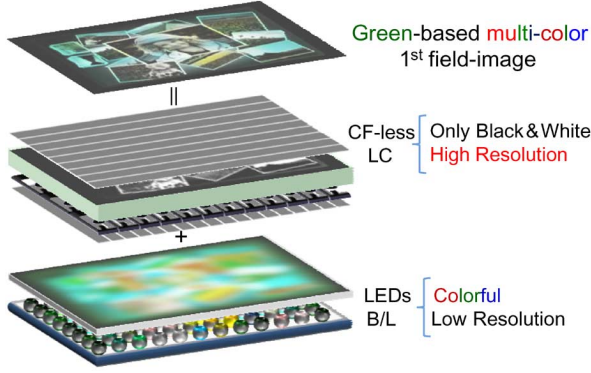 Green-based multi-color
1st field-image
=
CF-less
LC
Only Black & White
High Resolution
+
LEDs
B/L
Colorful
Low Resolution